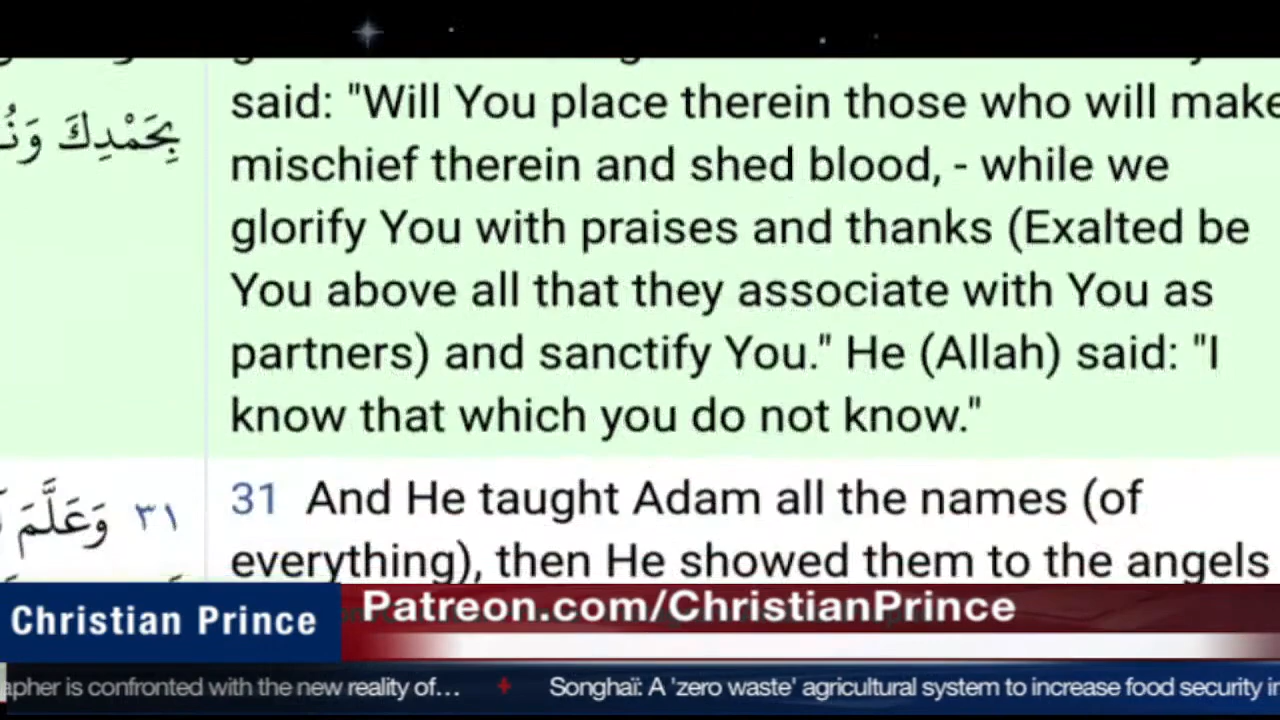 said: "Will You place therein those who will make
بِحَمْدِكَ
mischief therein and shed blood, - while we
glorify You with praises and thanks (Exalted be
You above all that they associate with You as
partners) and sanctify You." He (Allah) said: "I
know that which you do not know."
٣١ وَعَلَّمَ
31 And He taught Adam all the names (of
everything), then He showed them to the angels
Christian Prince
Patreon.com/ChristianPrince
apher is confronted with the new reality of... + Songhaï: A 'zero waste' agricultural system to increase food security in